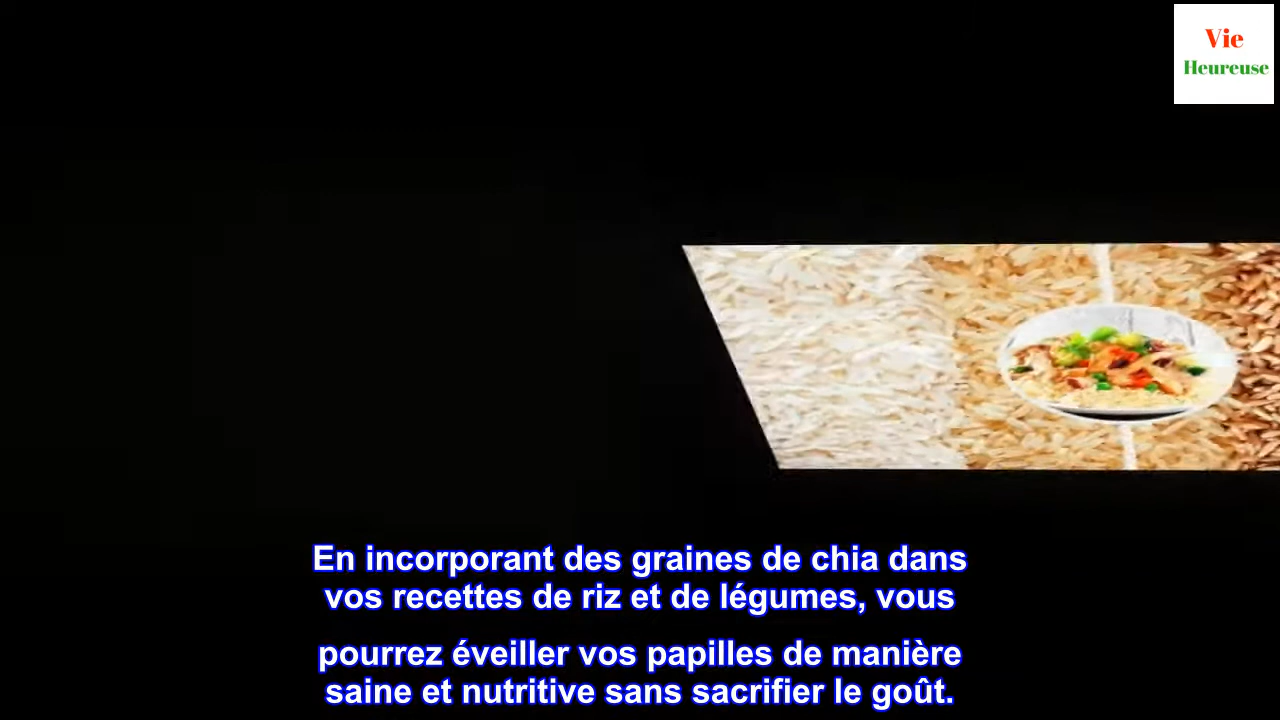 Vie
Heureuse
En incorporant des graines de chia dans
vos recettes de riz et de légumes, vous
pourrez éveiller vos papilles de manière
saine et nutritive sans sacrifier le goût.